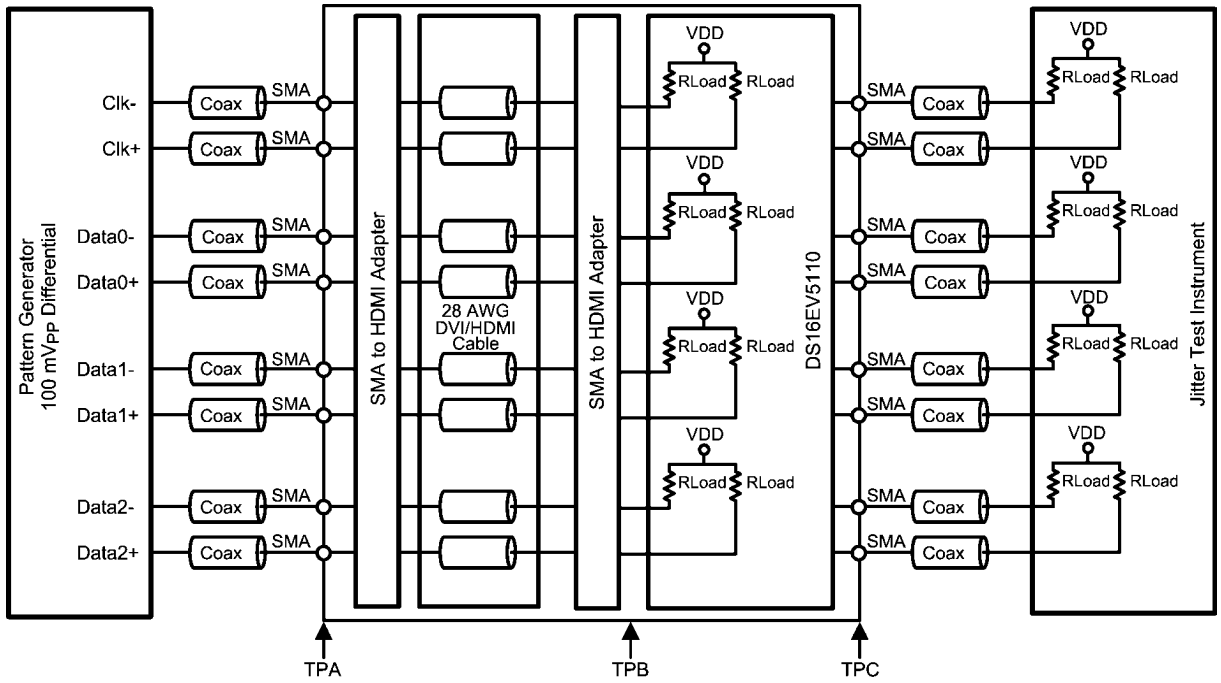 Pattern Generator
100 mVPP Differential
Clk-
Clk+
Data0-
Data0+
Data1-
Data1+
Data2-
Data2+
Coax
SMA
Coax
SMA
Coax
SMA
Coax
SMA
Coax
SMA
Coax
SMA
Coax
SMA
Coax
SMA
SMA to HDMI Adapter
28 AWG
DVI/HDMI
Cable
SMA to HDMI Adapter
VDD
RLoad
RLoad
VDD
RLoad
RLoad
VDD
RLoad
RLoad
VDD
RLoad
RLoad
DS16EV5110
SMA
Coax
SMA
Coax
SMA
Coax
SMA
Coax
SMA
Coax
SMA
Coax
SMA
Coax
SMA
Coax
VDD
RLoad
RLoad
VDD
RLoad
RLoad
VDD
RLoad
RLoad
VDD
RLoad
RLoad
Jitter Test Instrument
TPA
TPB
TPC